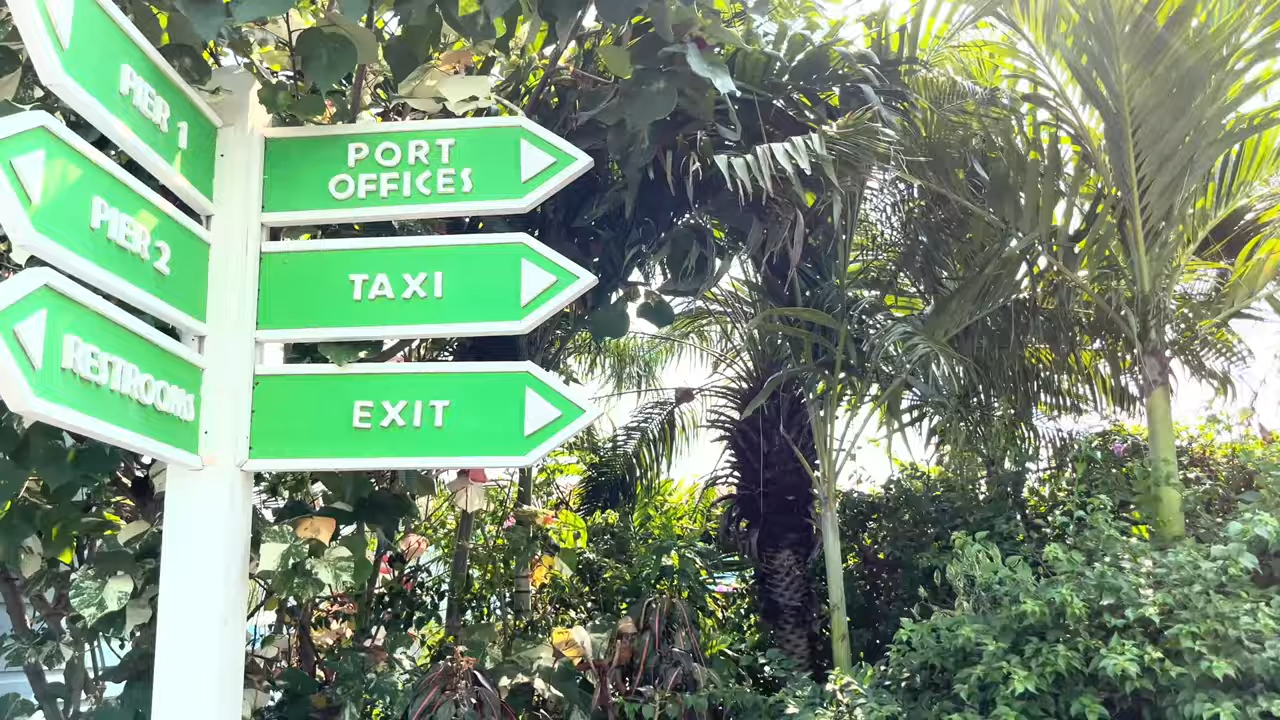 PIER 1
PIER 2
RESTROOMS
PORT
OFFICES
TAXI
EXIT